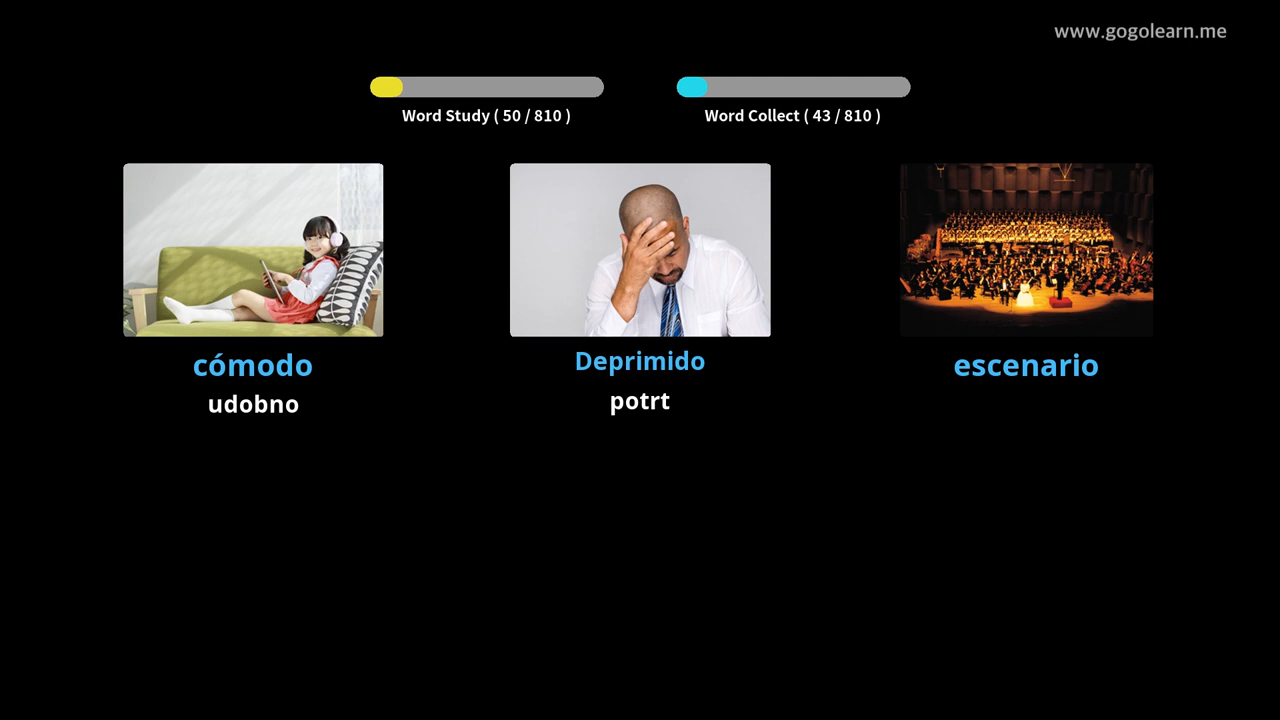 www.gogolearn.me
Word Study ( 50 / 810 )
Word Collect ( 43 / 810 )
cómodo
udobno
Deprimido
potrt
escenario